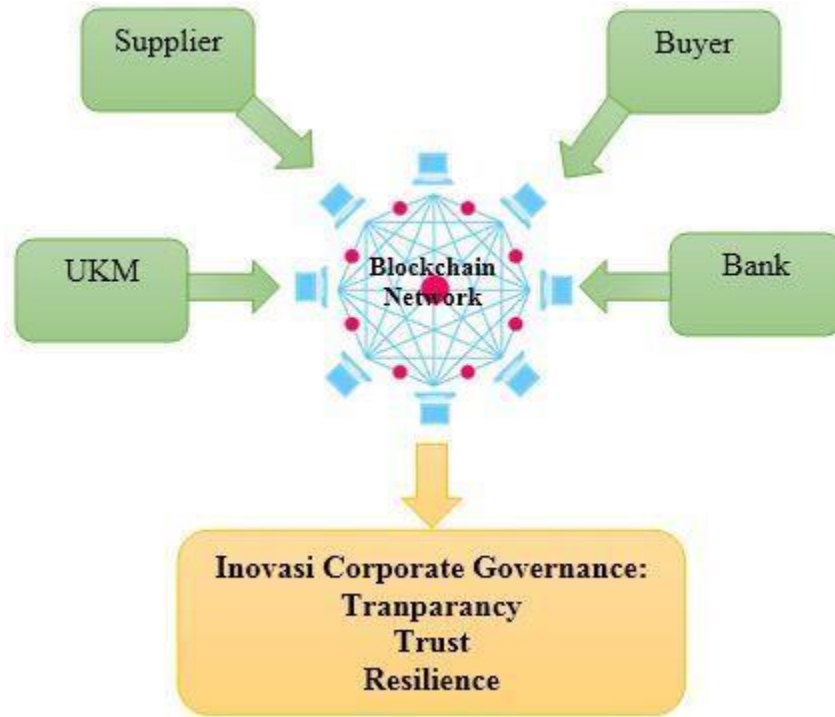 Supplier
Buyer
UKM
Blockchain
Network
Bank
Inovasi Corporate Governance:
Tranparancy
Trust
Resilience